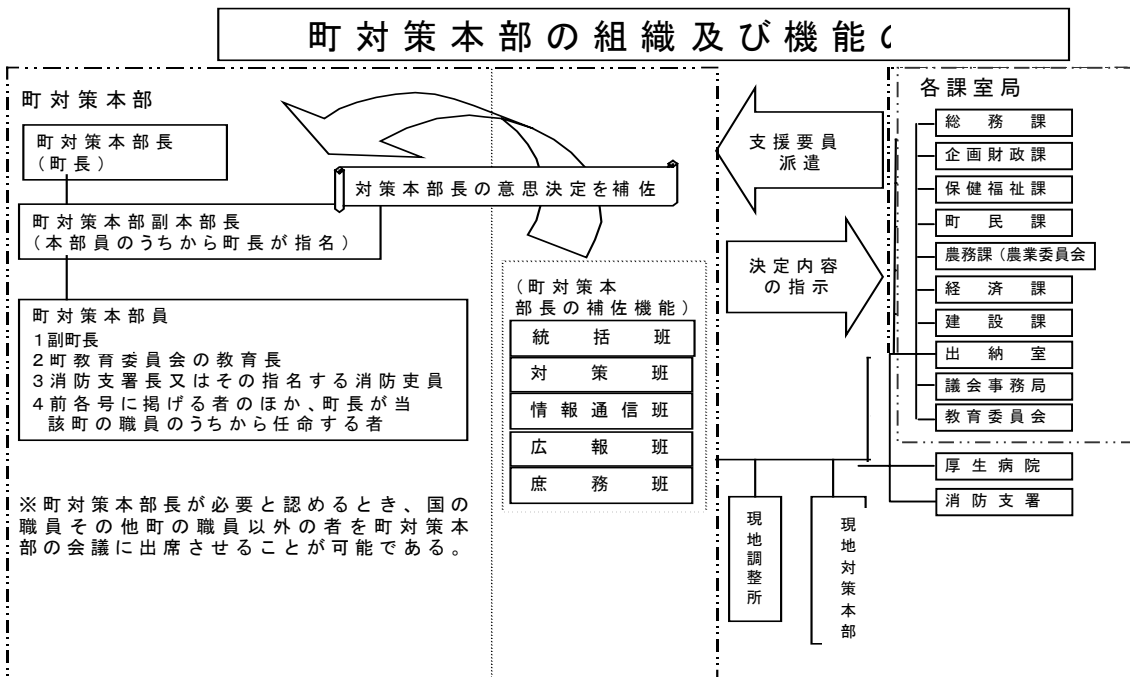 町対策本部の組織及び機能
町対策本部
町対策本部長
(町長)
町対策本部副本部長
(本部員のうちから町長が指名)
町対策本部員
1副町長
2町教育委員会の教育長
3消防支署長又はその指名する消防吏員
4前各号に掲げる者のほか、町長が当
該町の職員のうちから任命する者
※町対策本部長が必要と認めるとき、国の
職員その他町の職員以外の者を町対策本
部の会議に出席させることが可能である。
対策本部長の意思決定を補佐
(町対策本
部長の補佐機能)
統括班
対策班
情報通信班
広報班
庶務班
支援要員
派遣
決定内容
の指示
現地調整所
現地対策本部
各課室局
総務課
企画財政課
保健福祉課
町民課
農務課(農業委員会
経済課
建設課
出納室
議会事務局
教育委員会
厚生病院
消防支署